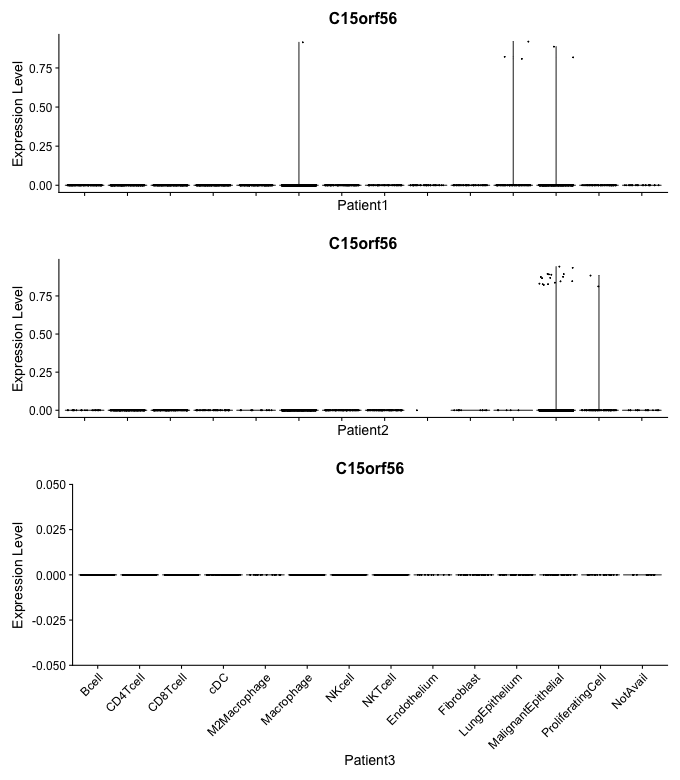 C15orf56
Expression Level
0.75
0.50
0.25
0.00
Patient1
C15orf56
Expression Level
0.75
0.50
0.25
0.00
Patient2
C15orf56
Expression Level
0.050
0.025
0.000
-0.025
-0.050
Bcell
CD4Tcell
CD8Tcell
cDC
M2Macrophage
Macrophage
NKcell
NKTcell
Endothelium
Fibroblast
LungEpithelium
MalignantEpithelial
ProliferatingCell
NotAvail
Patient3